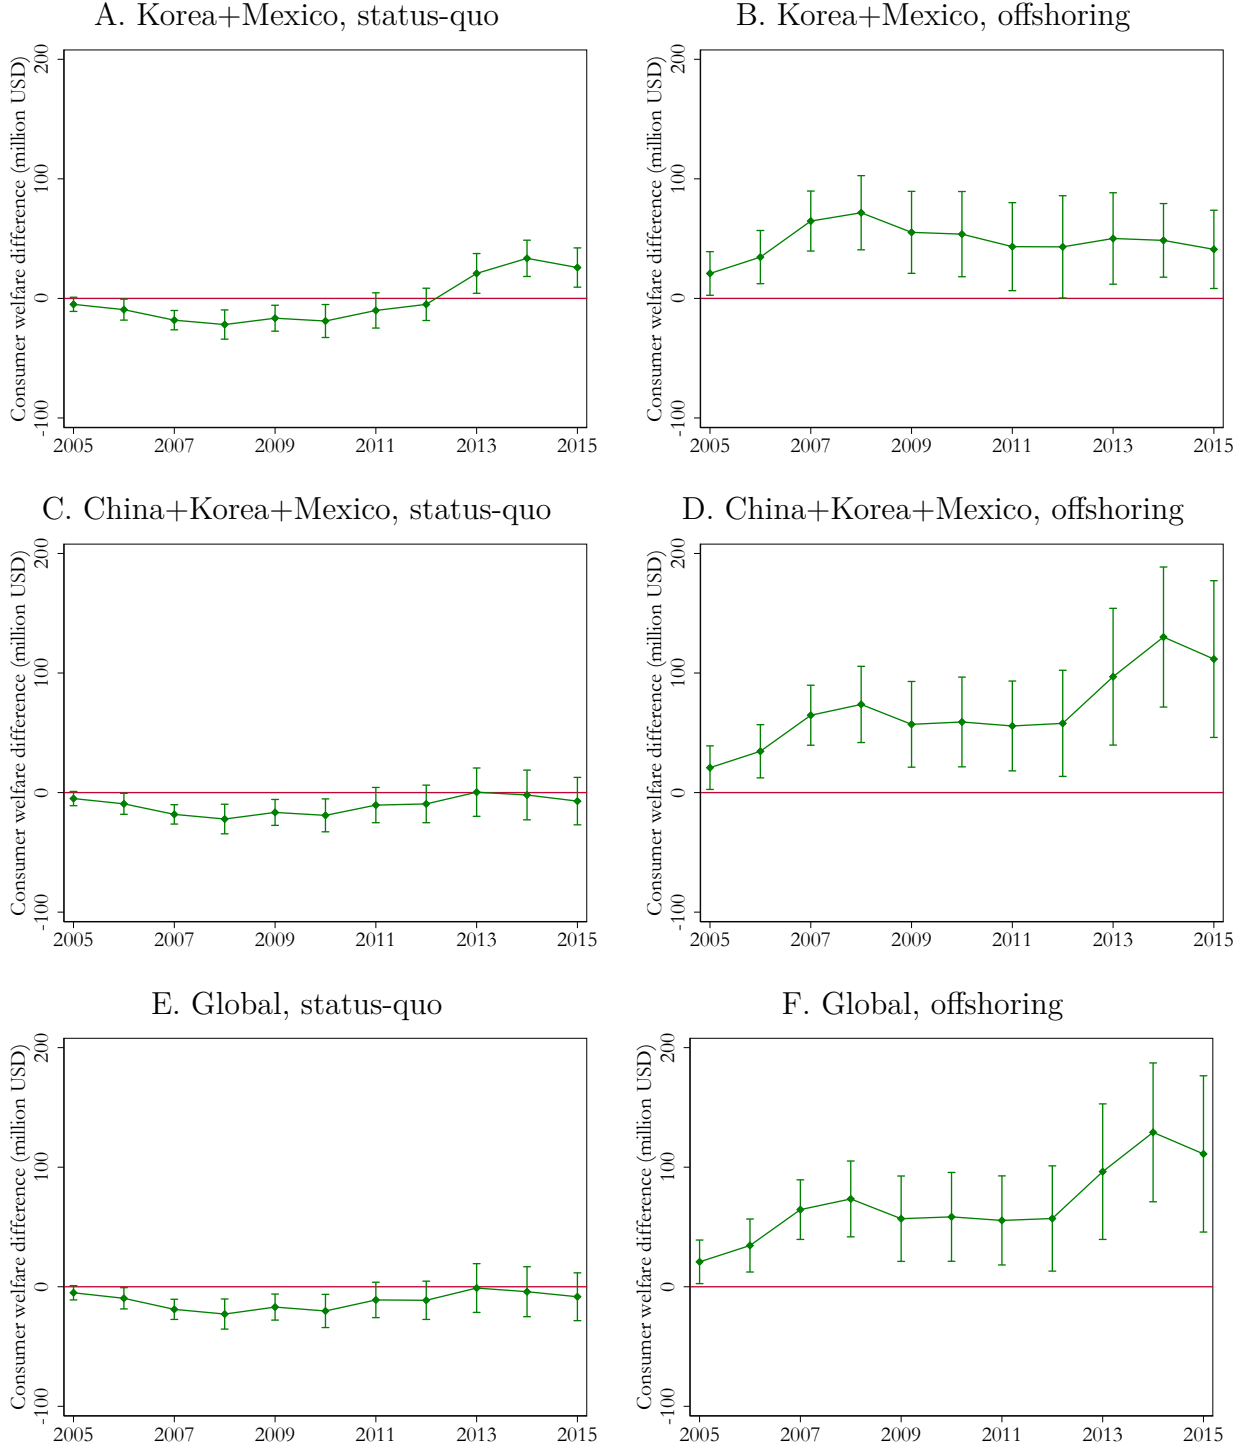 A. Korea+Mexico, status-quo
Consumer welfare difference (million USD)
200
100
0
-100
2005 2007 2009 2011 2013 2015
B. Korea+Mexico, offshoring
Consumer welfare difference (million USD)
200
100
0
-100
2005 2007 2009 2011 2013 2015
C. China+Korea+Mexico, status-quo
Consumer welfare difference (million USD)
200
100
0
-100
2005 2007 2009 2011 2013 2015
D. China+Korea+Mexico, offshoring
Consumer welfare difference (million USD)
200
100
0
-100
2005 2007 2009 2011 2013 2015
E. Global, status-quo
Consumer welfare difference (million USD)
200
100
0
-100
2005 2007 2009 2011 2013 2015
F. Global, offshoring
Consumer welfare difference (million USD)
200
100
0
-100
2005 2007 2009 2011 2013 2015